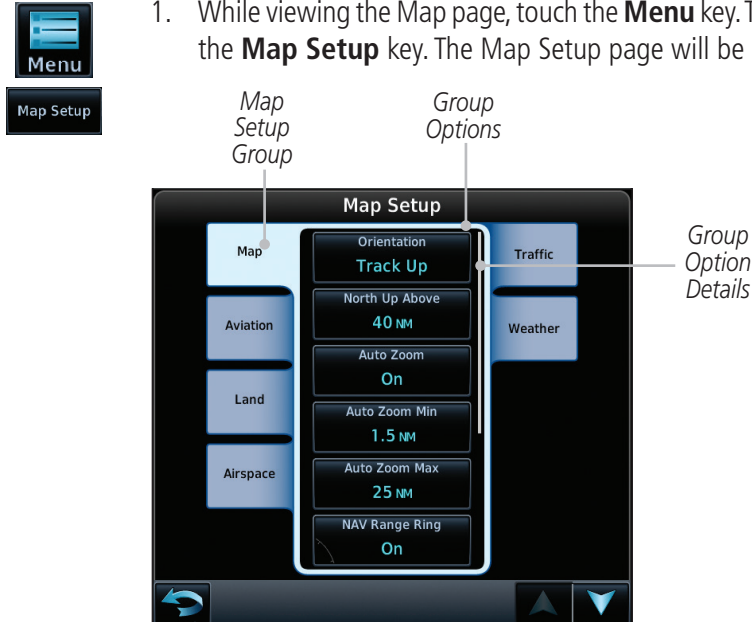 1. While viewing the Map page, touch the Menu key.
the Map Setup key. The Map Setup page will be
Menu
Map Setup
Map
Setup
Group
Group
Options
Map Setup
Map
Aviation
Land
Airspace
Orientation
Track Up
North Up Above
40 NM
Auto Zoom
On
Auto Zoom Min
1.5 NM
Auto Zoom Max
25 NM
NAV Range Ring
On
Traffic
Weather
Group
Option
Details